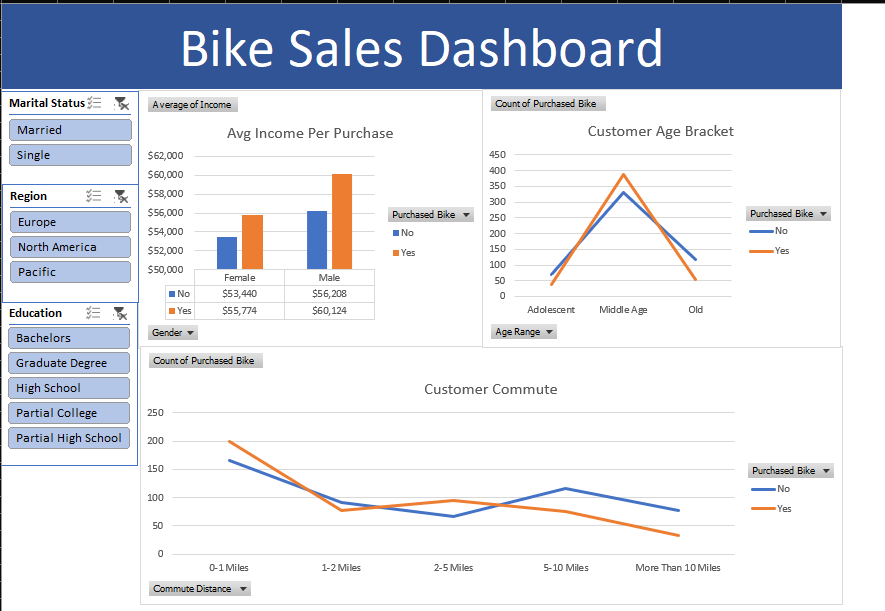 Bike Sales Dashboard
Marital Status
Married
Single
Region
Europe
North America
Pacific
Education
Bachelors
Graduate Degree
High School
Partial College
Partial High School
Average of Income
Avg Income Per Purchase
$62,000
$60,000
$58,000
$56,000
$54,000
$52,000
$50,000
Female Male
No $53,440 $56,208
Yes $55,774 $60,124
Purchased Bike
No
Yes
Gender
Count of Purchased Bike
Customer Age Bracket
450
400
350
300
250
200
150
100
50
0
Adolescent Middle Age Old
Purchased Bike
No
Yes
Age Range
Count of Purchased Bike
Customer Commute
250
200
150
100
50
0
0-1 Miles 1-2 Miles 2-5 Miles 5-10 Miles More Than 10 Miles
Purchased Bike
No
Yes
Commute Distance